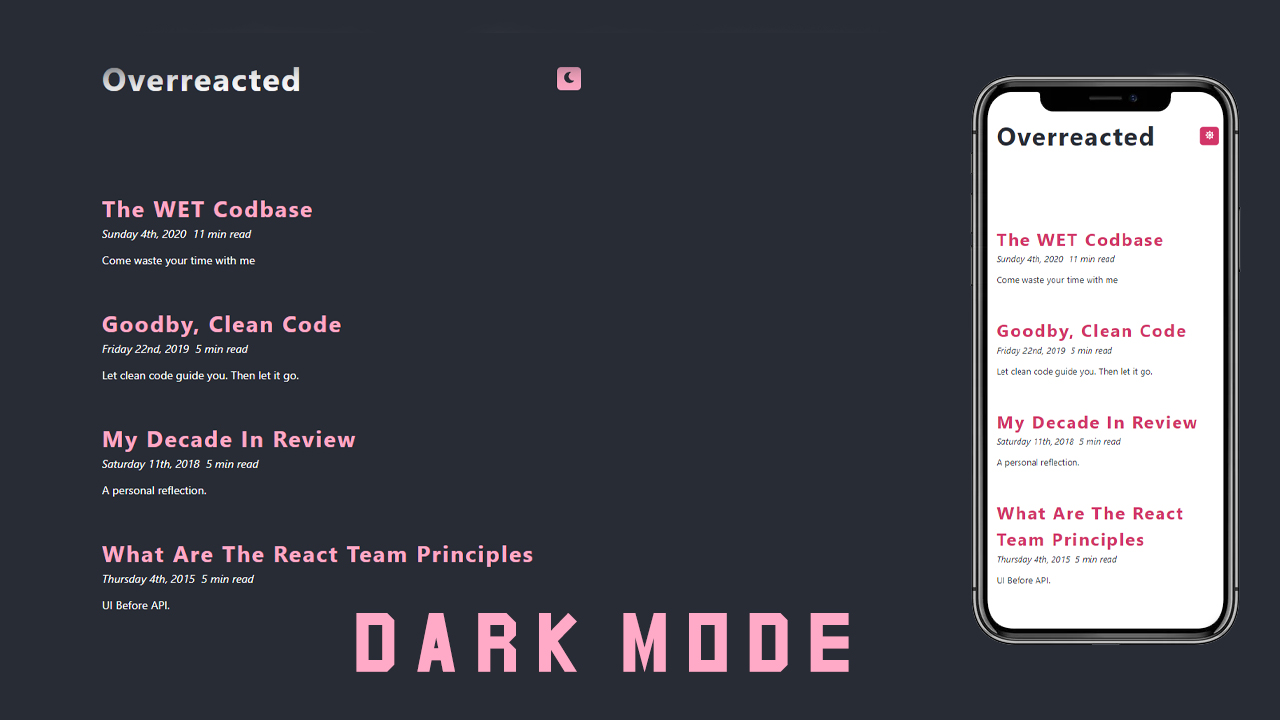 Overreacted
The WET Codbase
Sunday 4th, 2020 11 min read
Come waste your time with me
Goodby, Clean Code
Friday 22nd, 2019 5 min read
Let clean code guide you. Then let it go.
My Decade In Review
Saturday 11th, 2018 5 min read
A personal reflection.
What Are The React Team Principles
Thursday 4th, 2015 5 min read
UI Before API.
DARK MODE
Overreacted
The WET Codbase
Sunday 4th, 2020 11 min read
Come waste your time with me
Goodby, Clean Code
Friday 22nd, 2019 5 min read
Let clean code guide you. Then let it go.
My Decade In Review
Saturday 11th, 2018 5 min read
A personal reflection.
What Are The React
Team Principles
Thursday 4th, 2015 5 min read
UI Before API.